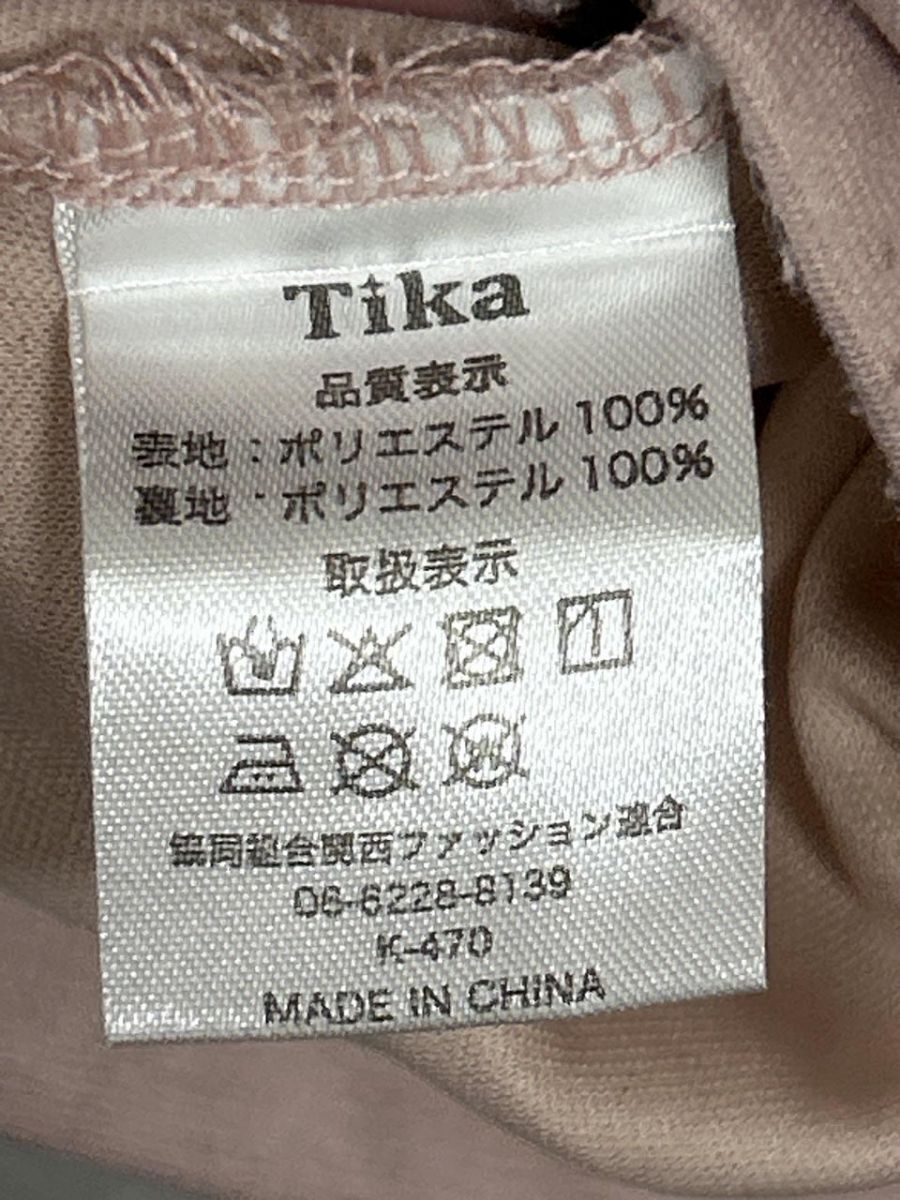 Tika
品質表示
表地：ポリエステル 100%
裏地：ポリエステル 100%
取扱表示
協同組合関西ファッション連合
06-6228-8139
K-470
MADE IN CHINA